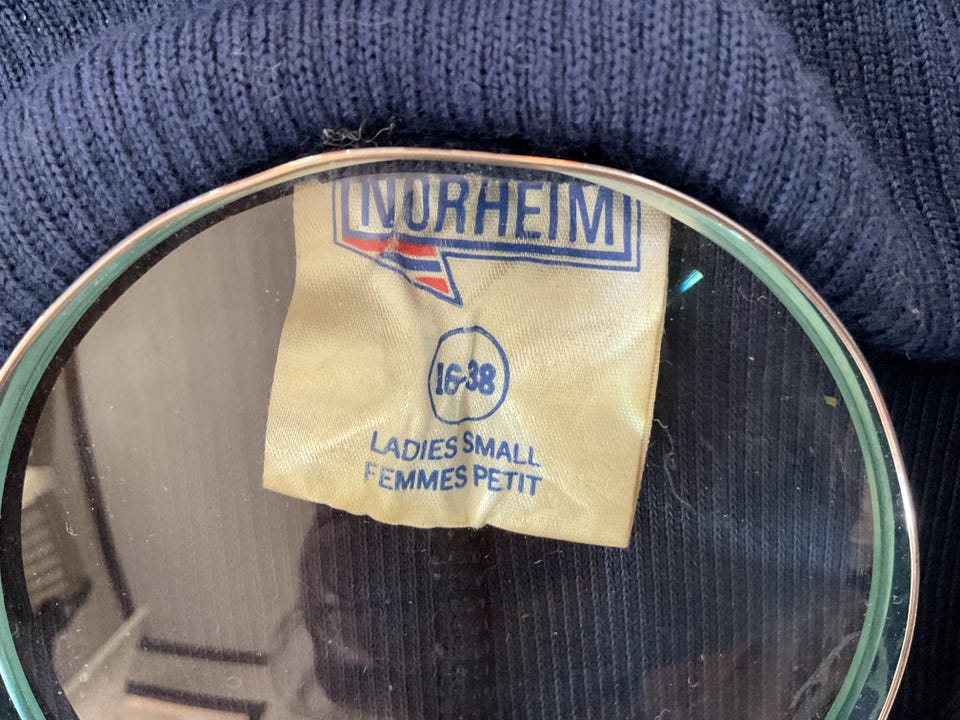 NORHEIM
16-38
LADIES SMALL
FEMMES PETIT